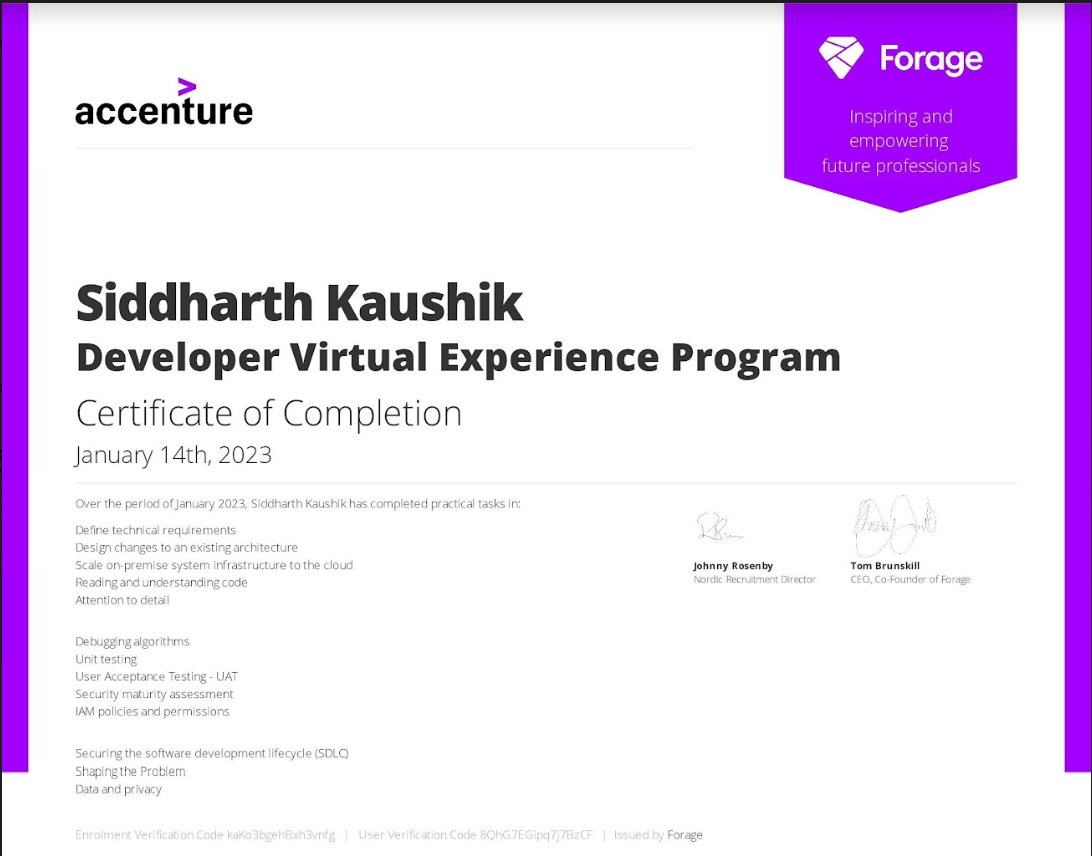 accenture
Forage
Inspiring and
empowering
future professionals
Siddharth Kaushik
Developer Virtual Experience Program
Certificate of Completion
January 14th, 2023
Over the period of January 2023, Siddharth Kaushik has completed practical tasks in:
Define technical requirements
Design changes to an existing architecture
Scale on-premise system infrastructure to the cloud
Reading and understanding code
Attention to detail
Debugging algorithms
Unit testing
User Acceptance Testing - UAT
Security maturity assessment
IAM policies and permissions
Securing the software development lifecycle (SDLC)
Shaping the Problem
Data and privacy
Johnny Rosenby
Nordic Recruitment Director
Tom Brunskill
CEO, Co-Founder of Forage
Enrolment Verification Code kaKo3bgehBxh3vnfg | User Verification Code 8QhG7EGipq7j7BzCF | Issued by Forage